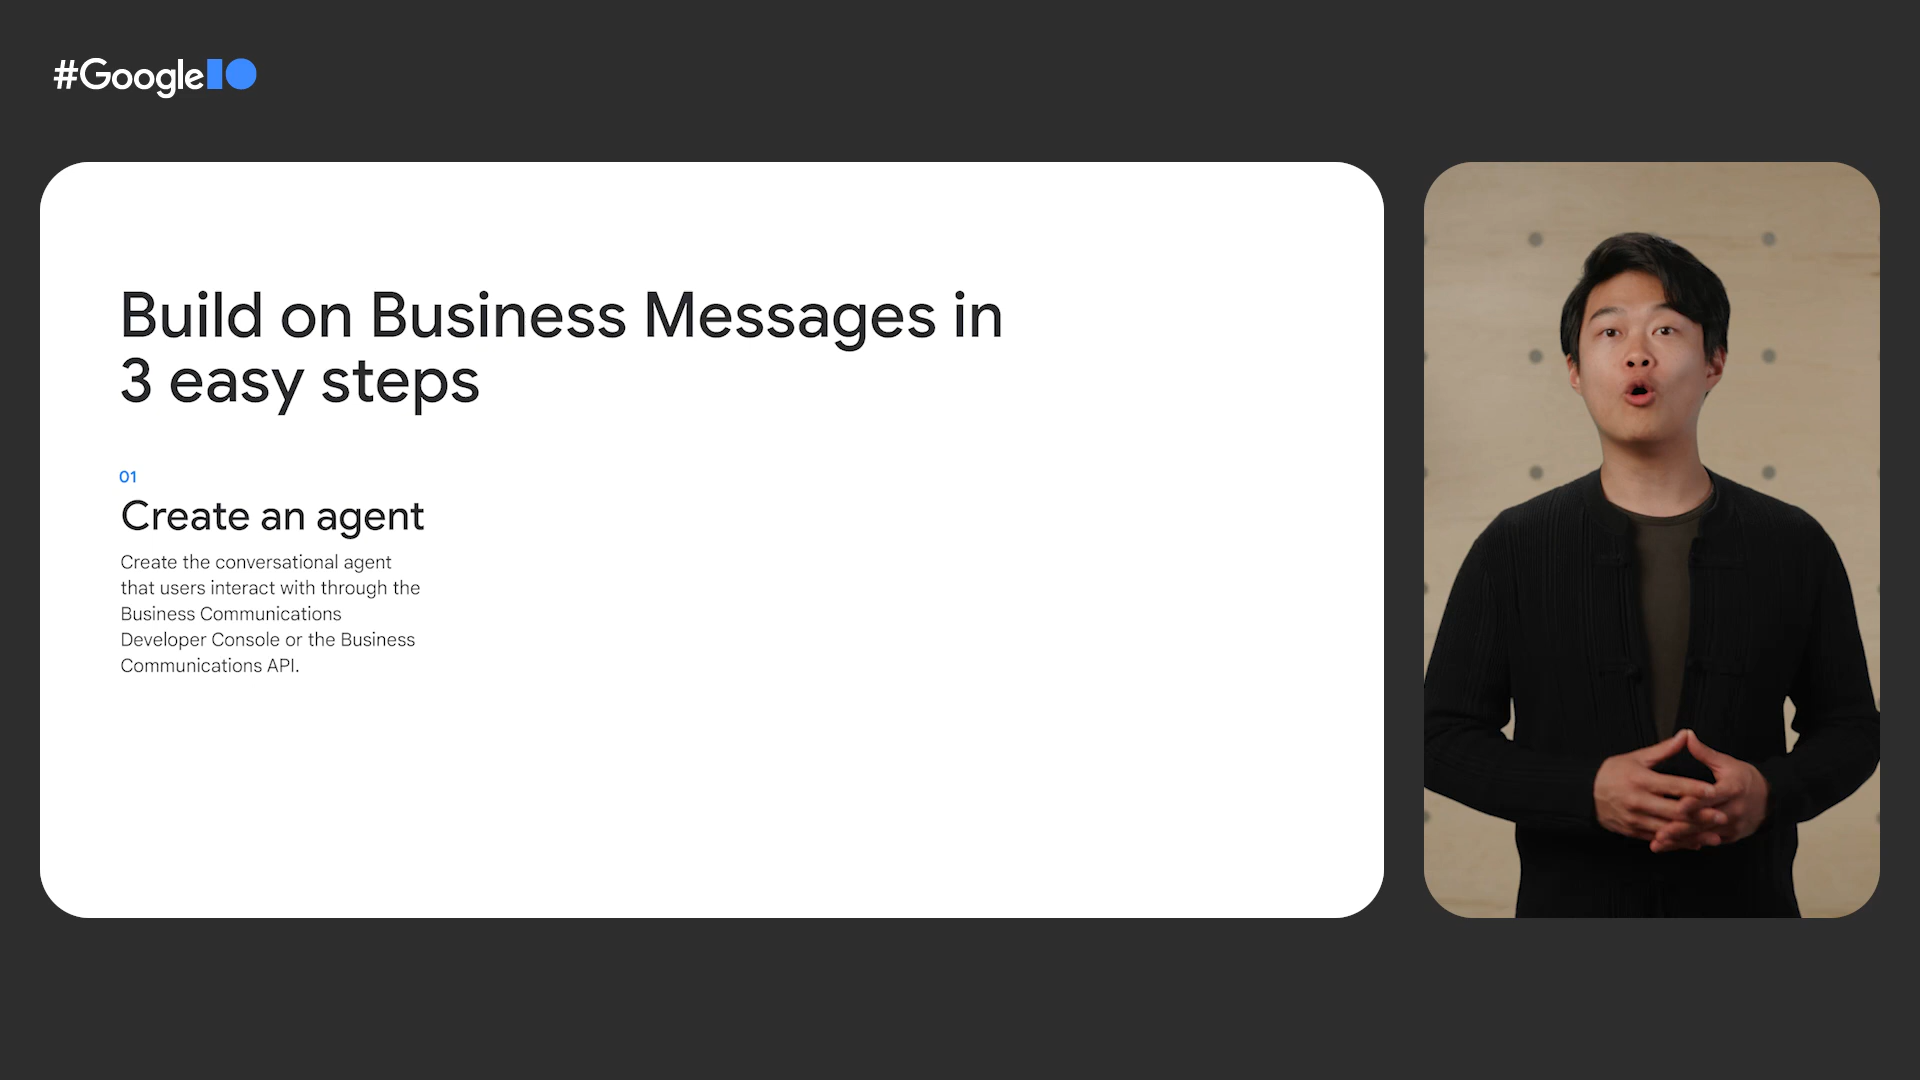 #GoogleIO
Build on Business Messages in
3 easy steps
01
Create an agent
Create the conversational agent
that users interact with through the
Business Communications
Developer Console or the Business
Communications API.